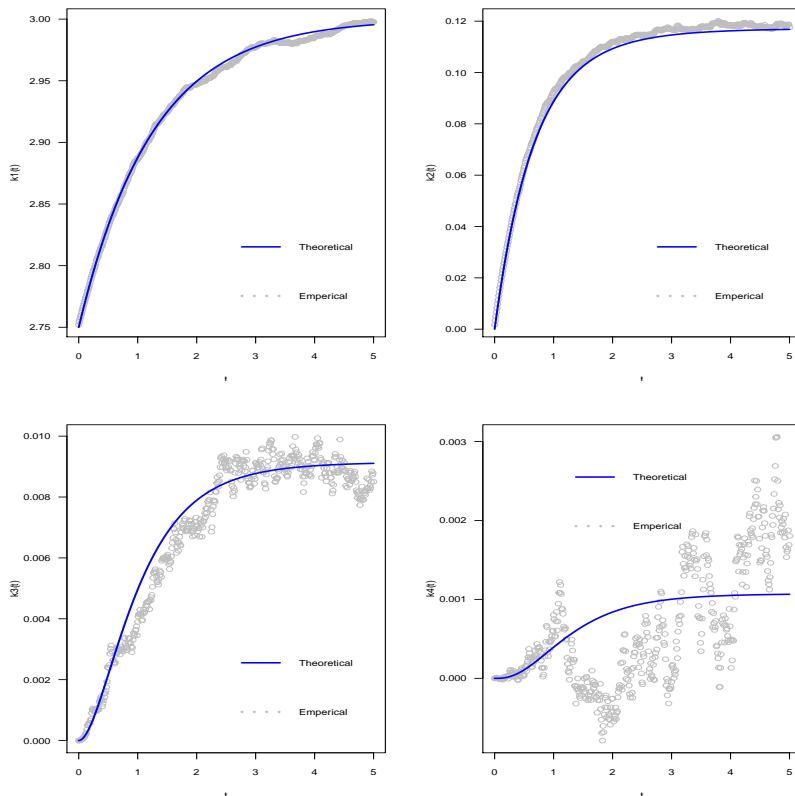 3.00
2.95
2.90
2.85
2.80
2.75
k1(t)
Theoretical
Emperical
0 1 2 3 4 5
t
0.12
0.10
0.08
0.06
0.04
0.02
0.00
k2(t)
Theoretical
Emperical
0 1 2 3 4 5
t
0.010
0.008
0.006
0.004
0.002
0.000
k3(t)
Theoretical
Emperical
0 1 2 3 4 5
t
0.003
0.002
0.001
0.000
k4(t)
Theoretical
Emperical
0 1 2 3 4 5
t